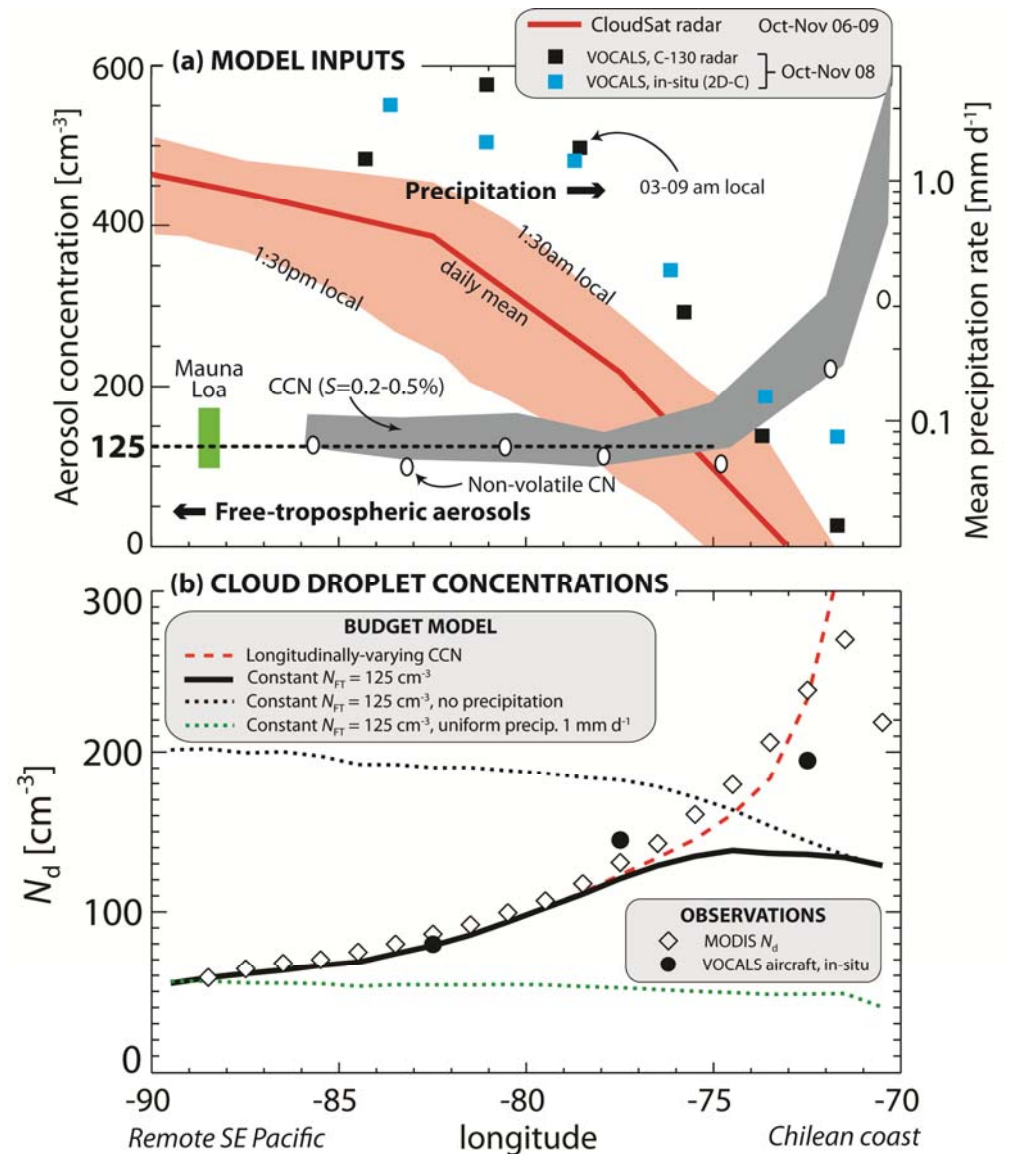 CloudSat radar Oct-Nov 06-09
VOCALS, C-130 radar
VOCALS, in-situ (2D-C)
Oct-Nov 08
(a) MODEL INPUTS
600
400
200
125
0
Aerosol concentration [cm⁻³]
1.0
0.1
Mean precipitation rate [mm d⁻¹]
Precipitation →
03-09 am local
1:30am local
daily mean
1:30pm local
Mauna
Loa
CCN (S=0.2-0.5%)
Non-volatile CN
← Free-tropospheric aerosols
(b) CLOUD DROPLET CONCENTRATIONS
300
200
100
0
N_d [cm⁻³]
BUDGET MODEL
Longitudinally-varying CCN
Constant N_FT = 125 cm⁻³
Constant N_FT = 125 cm⁻³, no precipitation
Constant N_FT = 125 cm⁻³, uniform precip. 1 mm d⁻¹
OBSERVATIONS
MODIS N_d
VOCALS aircraft, in-situ
-90 -85 -80 -75 -70
Remote SE Pacific longitude Chilean coast